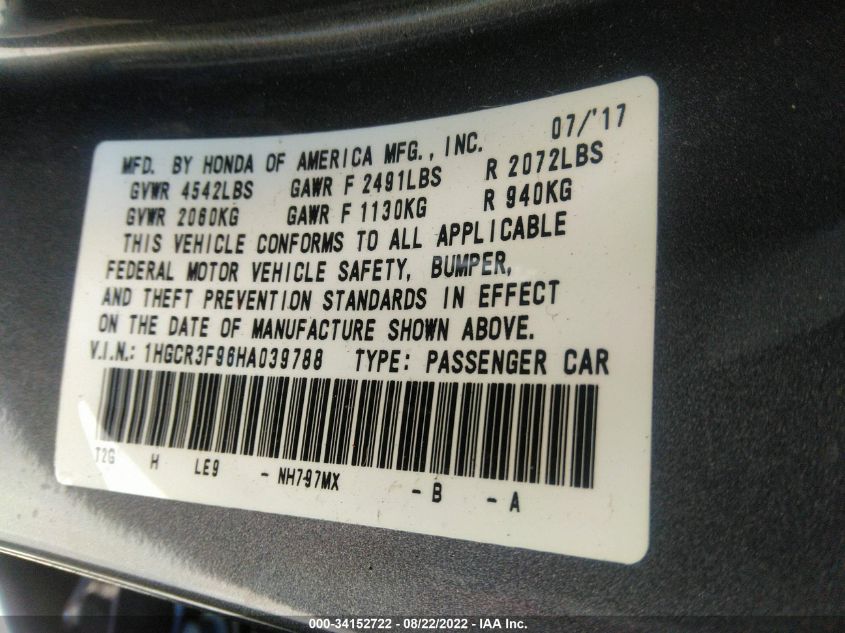 07/'17
MFD. BY HONDA OF AMERICA MFG., INC.
GVWR 4542LBS GAWR F 2491LBS R 2072LBS
GVWR 2060KG GAWR F 1130KG R 940KG
THIS VEHICLE CONFORMS TO ALL APPLICABLE
FEDERAL MOTOR VEHICLE SAFETY, BUMPER,
AND THEFT PREVENTION STANDARDS IN EFFECT
ON THE DATE OF MANUFACTURE SHOWN ABOVE.
V.I.N.: 1HGCR3F96HA039788 TYPE: PASSENGER CAR
T2G H LE9 - NH797MX - B - A
000-34152722 - 08/22/2022 - IAA Inc.